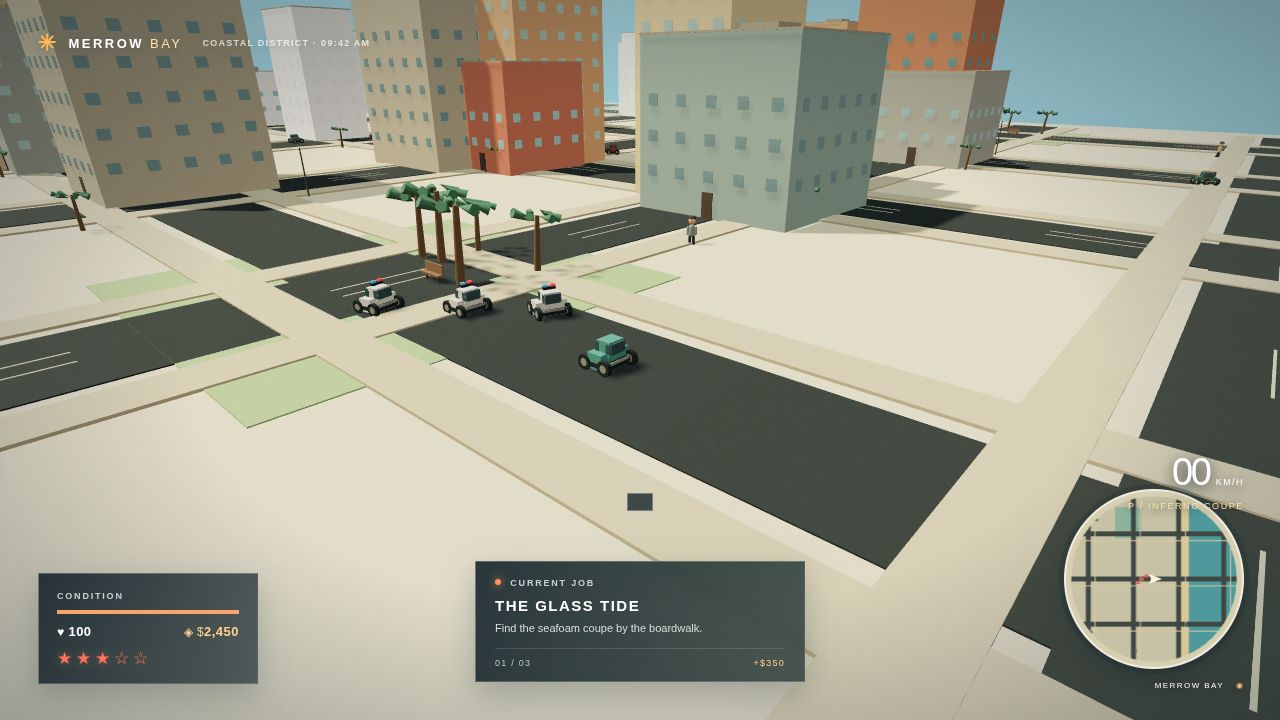 MERROW BAY
COASTAL DISTRICT · 09:42 AM
00 KM/H
P / INFERNO COUPE
CONDITION
♥ 100
◈ $2,450
★★★☆☆
CURRENT JOB
THE GLASS TIDE
Find the seafoam coupe by the boardwalk.
01 / 03
+$350
MERROW BAY